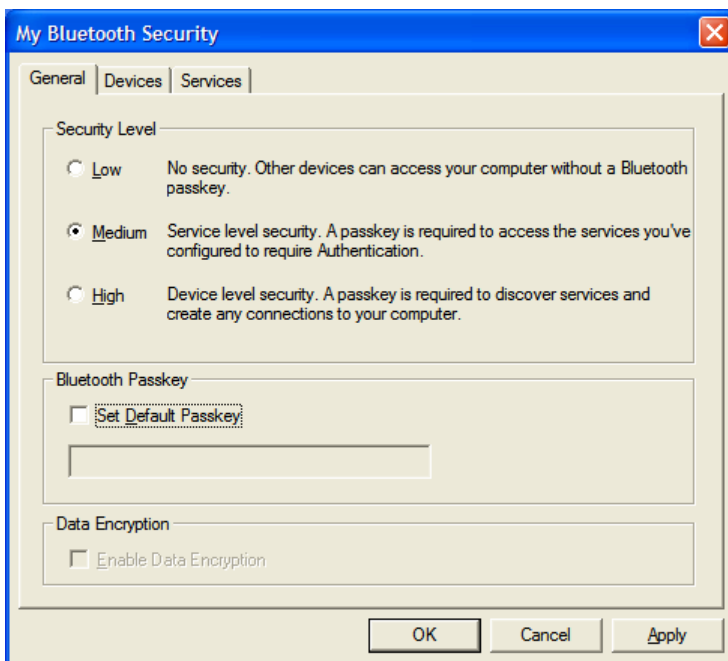 My Bluetooth Security
General Devices Services
Security Level
Low No security. Other devices can access your computer without a Bluetooth
passkey.
Medium Service level security. A passkey is required to access the services you've
configured to require Authentication.
High Device level security. A passkey is required to discover services and
create any connections to your computer.
Bluetooth Passkey
Set Default Passkey
Data Encryption
Enable Data Encryption
OK Cancel Apply